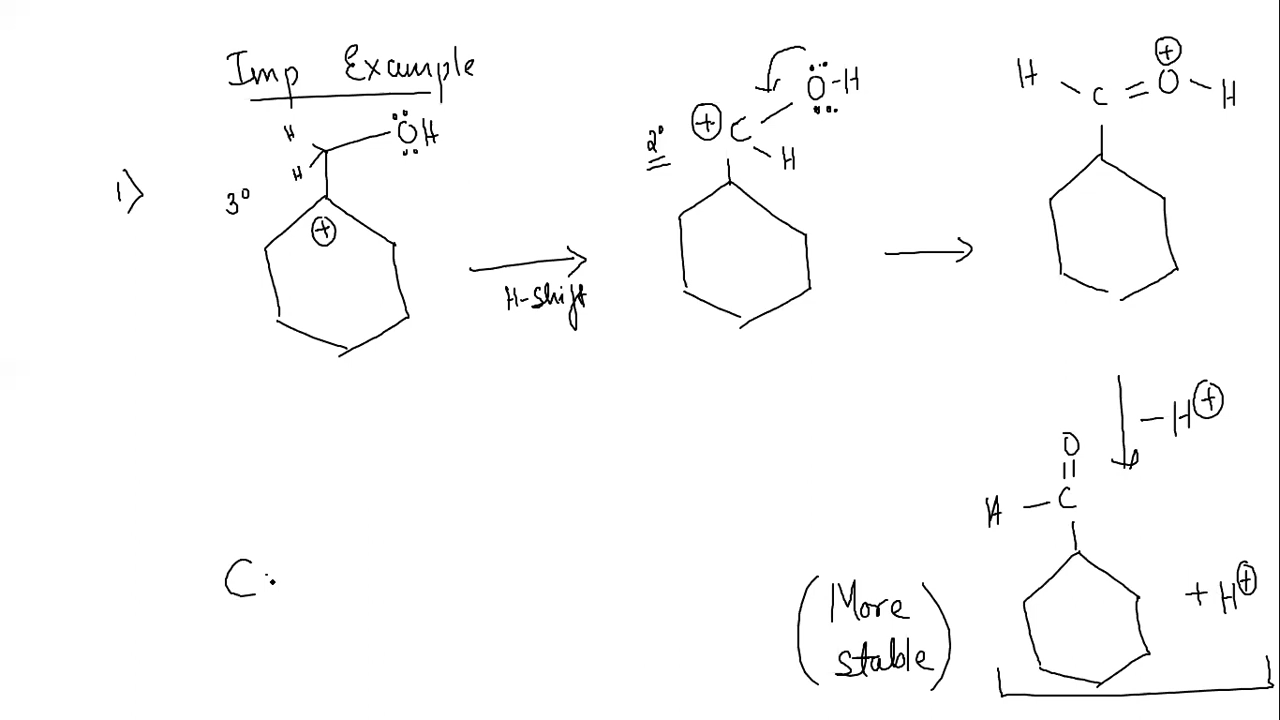 Imp Example
1)
H
H
ÖH
3°
⊕
H-shift
2°
⊕ C
Ö-H
H
H
C = O - H
⊕
- H⊕
O
||
H - C
+ H⊕
(More stable)
C: